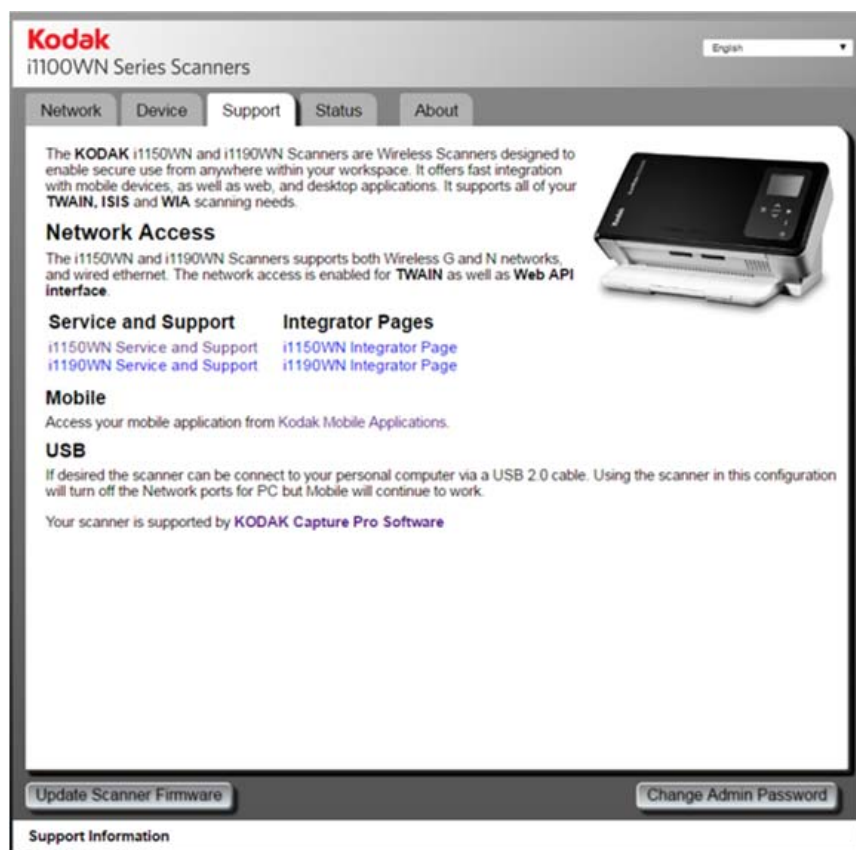 Kodak
i1100WN Series Scanners
English
Network Device Support Status About
The KODAK i1150WN and i1190WN Scanners are Wireless Scanners designed to
enable secure use from anywhere within your workspace. It offers fast integration
with mobile devices, as well as web, and desktop applications. It supports all of your
TWAIN, ISIS and WIA scanning needs.
Network Access
The i1150WN and i1190WN Scanners supports both Wireless G and N networks,
and wired ethernet. The network access is enabled for TWAIN as well as Web API
interface.
Service and Support Integrator Pages
i1150WN Service and Support i1150WN Integrator Page
i1190WN Service and Support i1190WN Integrator Page
Mobile
Access your mobile application from Kodak Mobile Applications.
USB
If desired the scanner can be connect to your personal computer via a USB 2.0 cable. Using the scanner in this configuration
will turn off the Network ports for PC but Mobile will continue to work.
Your scanner is supported by KODAK Capture Pro Software
Update Scanner Firmware Change Admin Password
Support Information